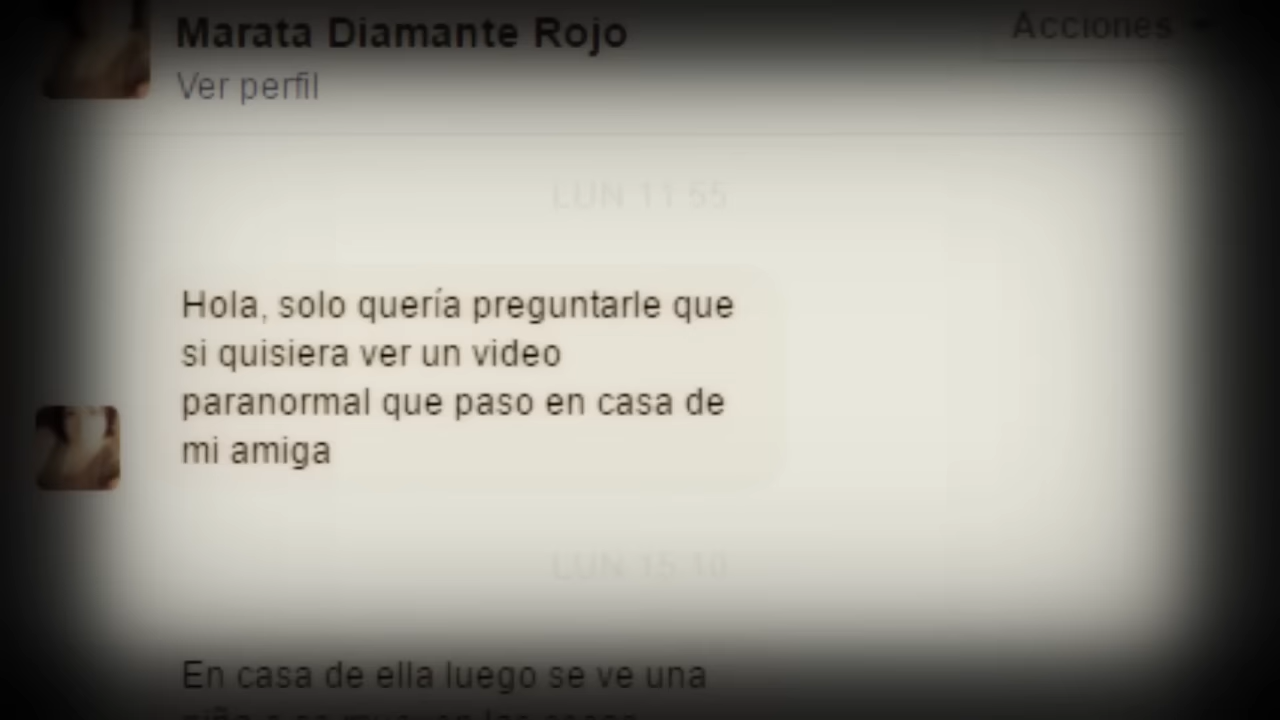 Marata Diamante Rojo
Acciones
Ver perfil
LUN 11:55
Hola, solo quería preguntarle que
si quisiera ver un video
paranormal que paso en casa de
mi amiga
LUN 15:10
En casa de ella luego se ve una